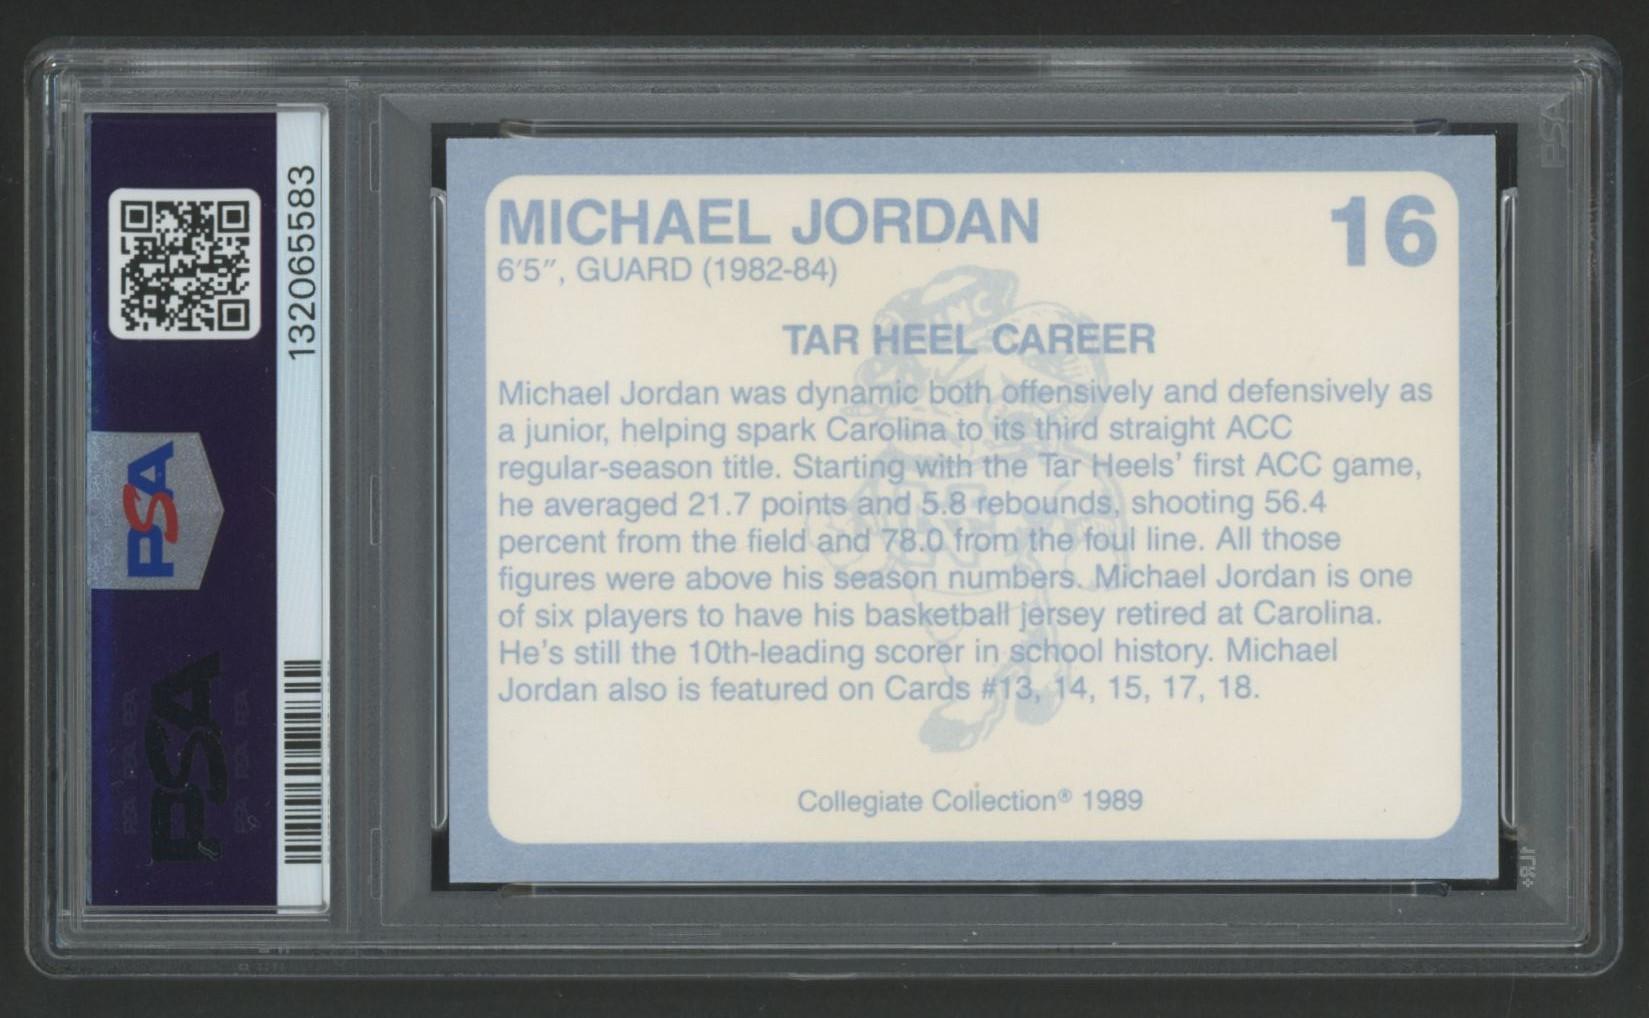 MICHAEL JORDAN
16
6'5", GUARD (1982-84)
TAR HEEL CAREER
Michael Jordan was dynamic both offensively and defensively as
a junior, helping spark Carolina to its third straight ACC
regular-season title. Starting with the Tar Heels' first ACC game,
he averaged 21.7 points and 5.8 rebounds, shooting 56.4
percent from the field and 78.0 from the foul line. All those
figures were above his season numbers. Michael Jordan is one
of six players to have his basketball jersey retired at Carolina.
He's still the 10th-leading scorer in school history. Michael
Jordan also is featured on Cards #13, 14, 15, 17, 18.
Collegiate Collection® 1989
UNC
132065583
PSA
PSA
PSA